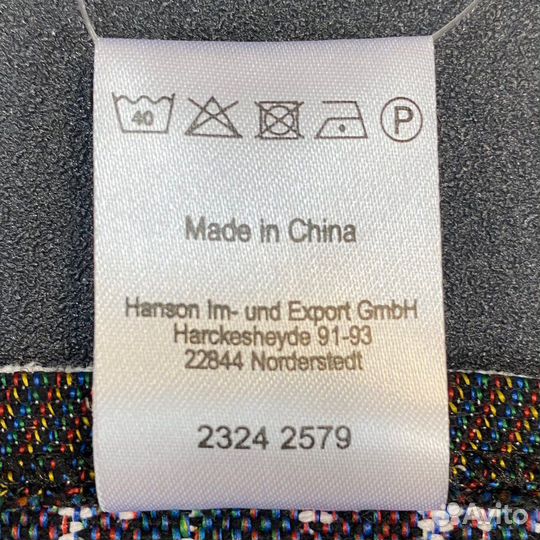 40 P
Made in China
Hanson Im- und Export GmbH
Harckesheyde 91-93
22844 Norderstedt
2324 2579
Avito